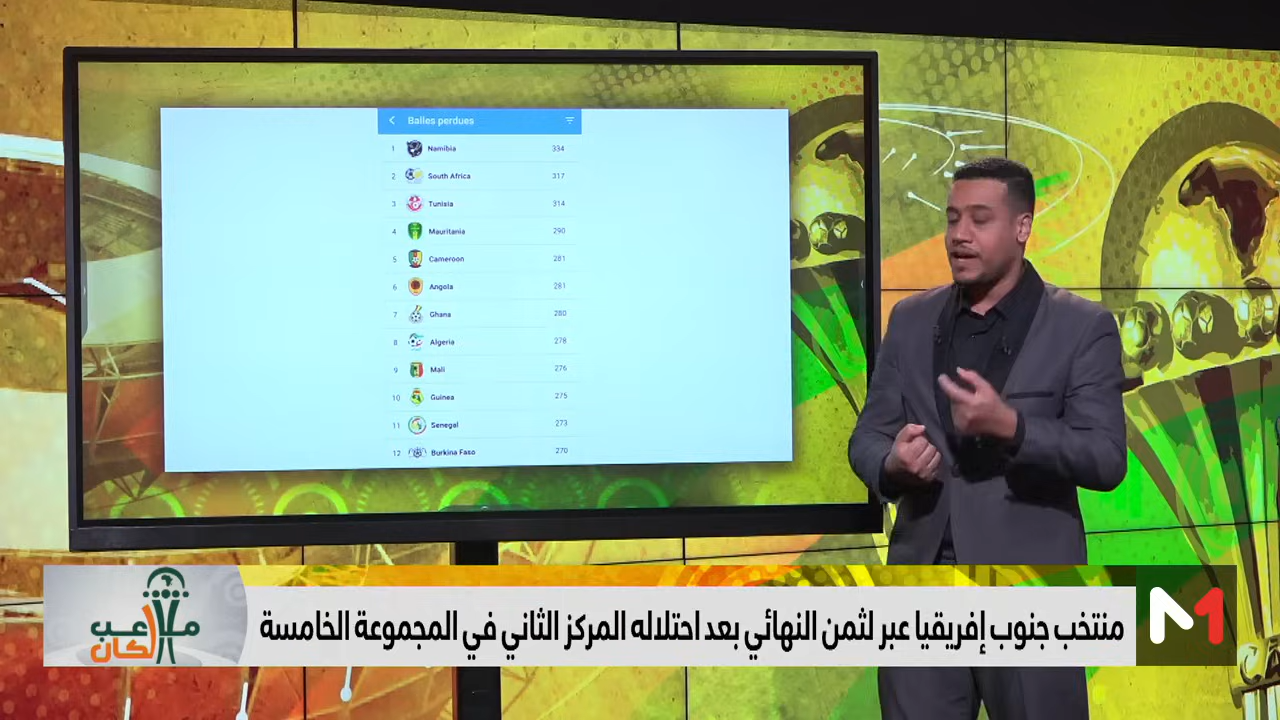 Balles perdues
1 Namibia 334
2 South Africa 317
3 Tunisia 314
4 Mauritania 290
5 Cameroon 281
6 Angola 281
7 Ghana 280
8 Algeria 278
9 Mali 276
10 Guinea 275
11 Senegal 273
12 Burkina Faso 270
ملاعب
الكان
منتخب جنوب إفريقيا عبر لثمن النهائي بعد احتلاله المركز الثاني في المجموعة الخامسة
M1